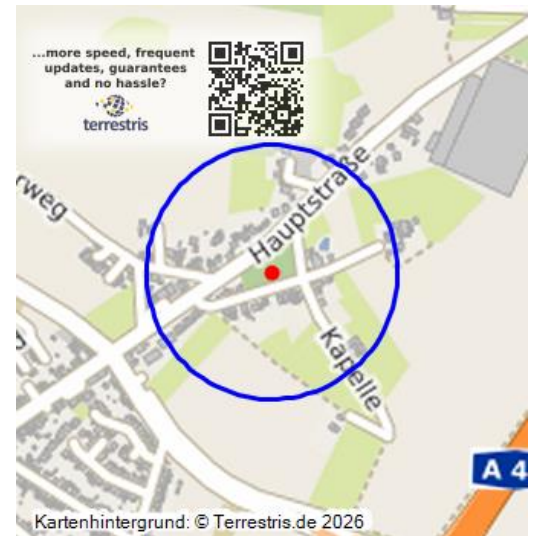 ...more speed, frequent
updates, guarantees
and no hassle?
terrestris
rweg
Hauptstraße
Kapelle
A 4
Kartenhintergrund: © Terrestris.de 2026